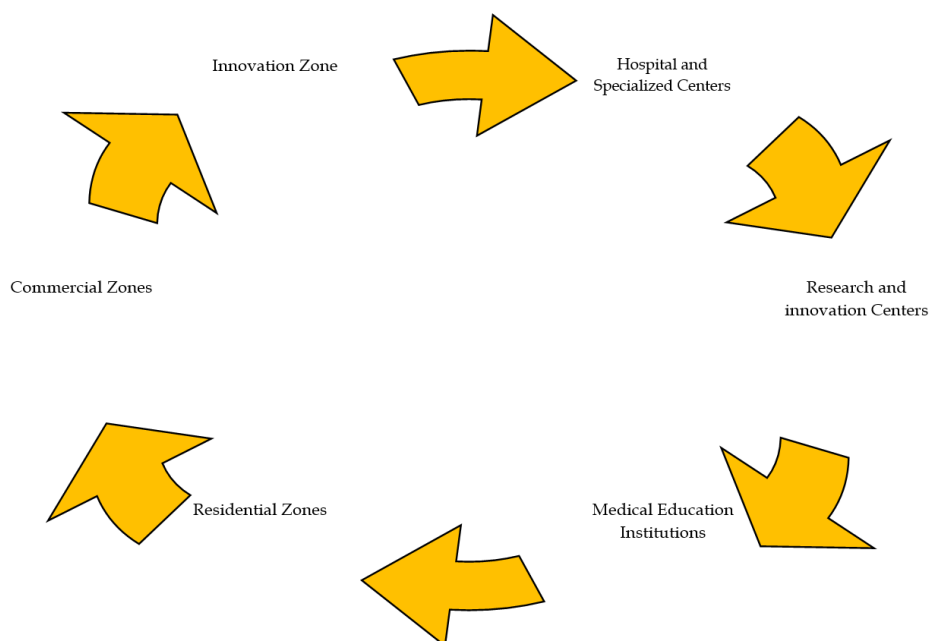 Innovation Zone
Hospital and
Specialized Centers
Commercial Zones
Research and
innovation Centers
Residential Zones
Medical Education
Institutions